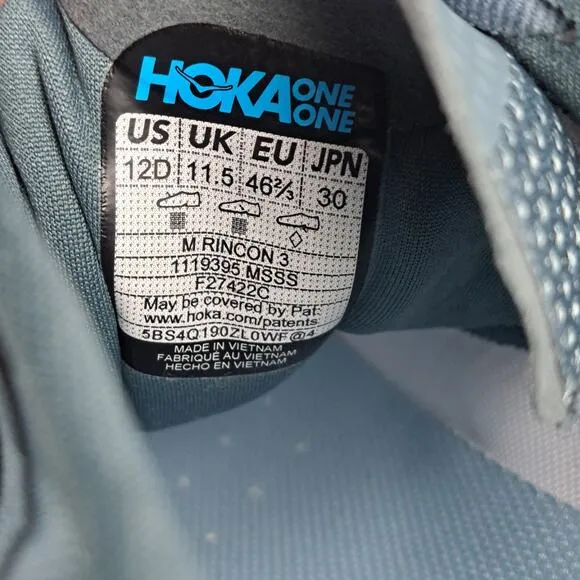 HOKA ONE ONE
US UK EU JPN
12D 11.5 46⅔ 30
M RINCON 3
1119395 MSSS
F27422C
May be covered by Pat.
www.hoka.com/patents
5BS4Q190ZL0WF@4
MADE IN VIETNAM
FABRIQUÉ AU VIETNAM
HECHO EN VIETNAM